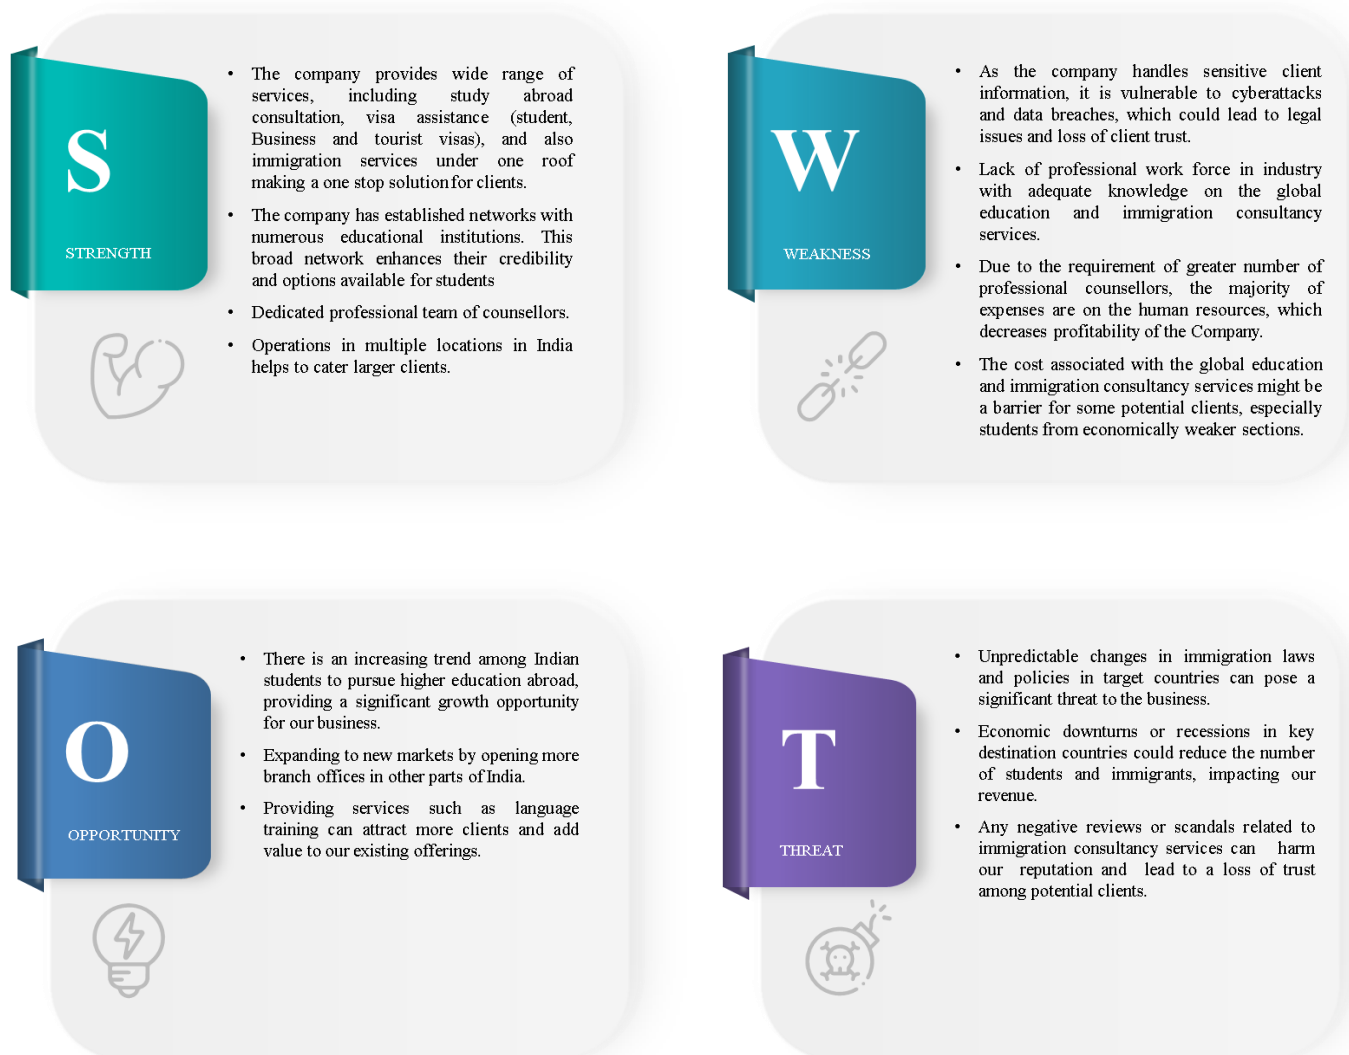 S
STRENGTH
• The company provides wide range of
services, including study abroad
consultation, visa assistance (student,
Business and tourist visas), and also
immigration services under one roof
making a one stop solution for clients.
• The company has established networks with
numerous educational institutions. This
broad network enhances their credibility
and options available for students
• Dedicated professional team of counsellors.
• Operations in multiple locations in India
helps to cater larger clients.
W
WEAKNESS
• As the company handles sensitive client
information, it is vulnerable to cyberattacks
and data breaches, which could lead to legal
issues and loss of client trust.
• Lack of professional work force in industry
with adequate knowledge on the global
education and immigration consultancy
services.
• Due to the requirement of greater number of
professional counsellors, the majority of
expenses are on the human resources, which
decreases profitability of the Company.
• The cost associated with the global education
and immigration consultancy services might be
a barrier for some potential clients, especially
students from economically weaker sections.
O
OPPORTUNITY
• There is an increasing trend among Indian
students to pursue higher education abroad,
providing a significant growth opportunity
for our business.
• Expanding to new markets by opening more
branch offices in other parts of India.
• Providing services such as language
training can attract more clients and add
value to our existing offerings.
T
THREAT
• Unpredictable changes in immigration laws
and policies in target countries can pose a
significant threat to the business.
• Economic downturns or recessions in key
destination countries could reduce the number
of students and immigrants, impacting our
revenue.
• Any negative reviews or scandals related to
immigration consultancy services can harm
our reputation and lead to a loss of trust
among potential clients.